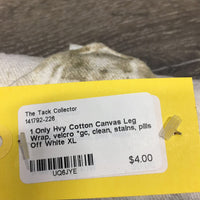 The Tack Collector
141792-226
1 Only Hvy Cotton Canvas Leg
Wrap, velcro *gc, clean, stains, pills
Off White XL
$4.00
UQ6JYE